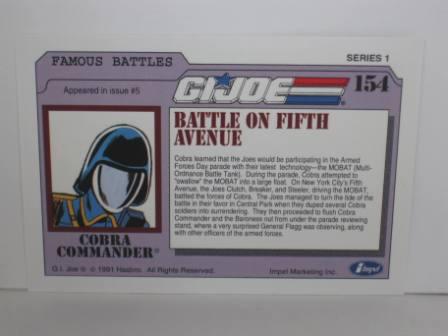 FAMOUS BATTLES
SERIES 1
Appeared in issue #5
G.I.JOE
154
BATTLE ON FIFTH
AVENUE
Cobra learned that the Joes would be participating in the Armed
Forces Day parade with their latest technology—the MOBAT (Multi-
Ordnance Battle Tank). During the parade, Cobra attempted to
"swallow" the MOBAT into a large float. On New York City's Fifth
Avenue, the Joes Clutch, Breaker, and Steeler, driving the MOBAT,
battled the forces of Cobra. The Joes managed to turn the tide of
the battle in their favor in Central Park when they duped several Cobra
soldiers into surrendering. They then proceeded to flush Cobra
Commander and the Baroness out from under the parade reviewing
stand, where a very surprised General Flagg was observing, along
with other officers of the armed forces.
COBRA
COMMANDER®
G.I. Joe ® © 1991 Hasbro. All Rights Reserved.
Impel Marketing Inc.
impel